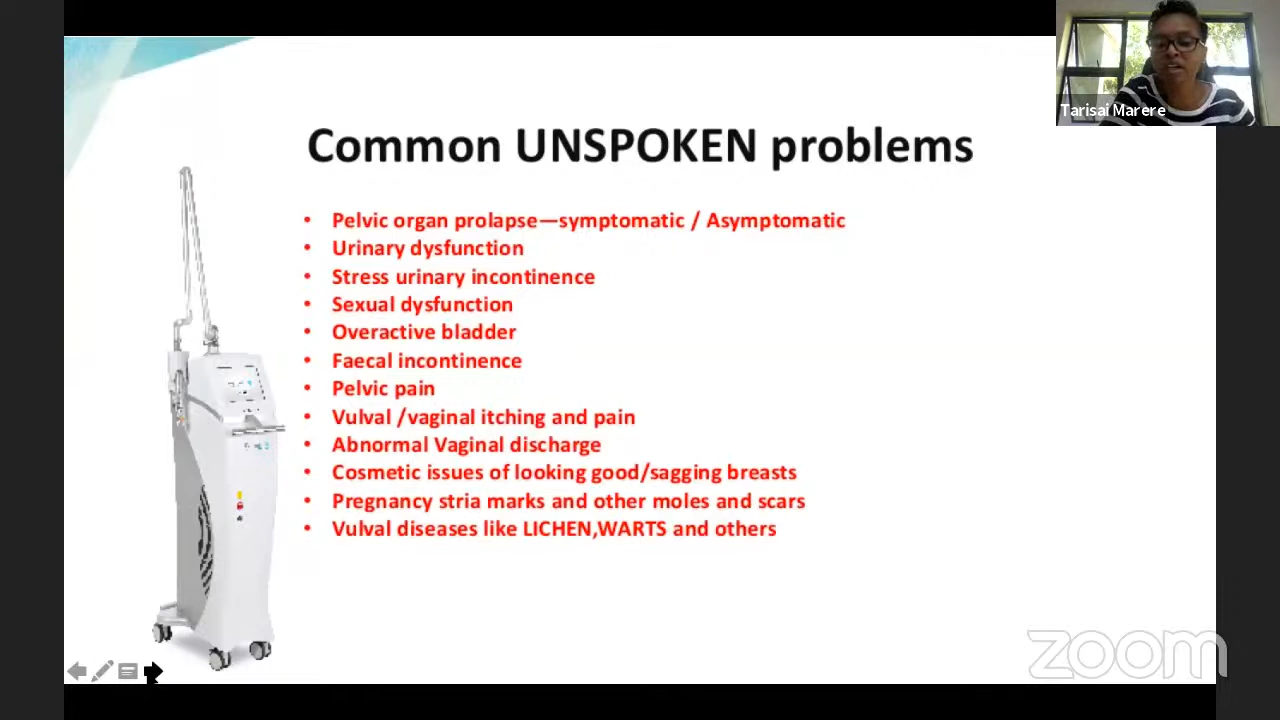 Tarisai Marere
Common UNSPOKEN problems
• Pelvic organ prolapse—symptomatic / Asymptomatic
• Urinary dysfunction
• Stress urinary incontinence
• Sexual dysfunction
• Overactive bladder
• Faecal incontinence
• Pelvic pain
• Vulval /vaginal itching and pain
• Abnormal Vaginal discharge
• Cosmetic issues of looking good/sagging breasts
• Pregnancy stria marks and other moles and scars
• Vulval diseases like LICHEN,WARTS and others
zoom